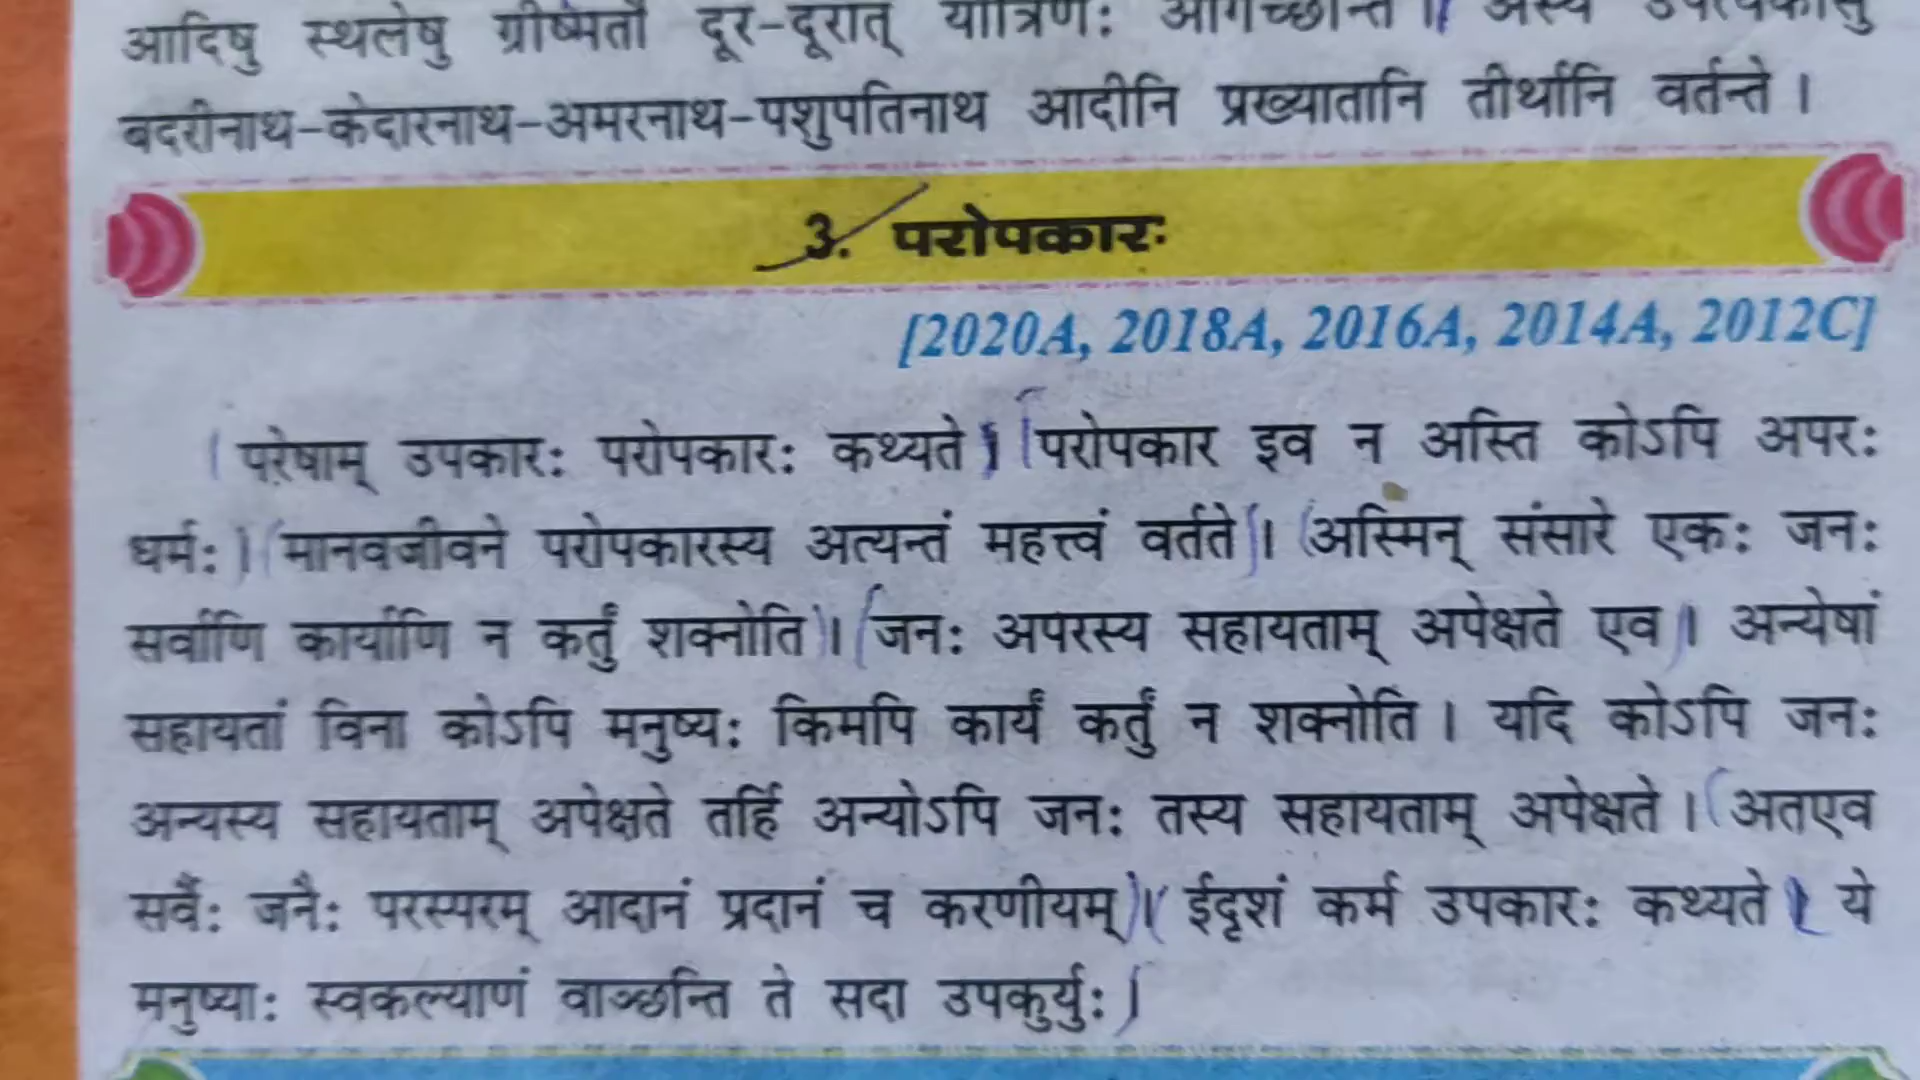 आदिषु स्थलेषु ग्रीष्मर्तौ दूर-दूरात् यात्रिणः आगच्छन्ति । अस्य उपत्यकासु
बदरीनाथ-केदारनाथ-अमरनाथ-पशुपतिनाथ आदीनि प्रख्यातानि तीर्थानि वर्तन्ते ।
3. परोपकारः
[2020A, 2018A, 2016A, 2014A, 2012C]
परेषाम् उपकारः परोपकारः कथ्यते । परोपकार इव न अस्ति कोऽपि अपरः
धर्मः । मानवजीवने परोपकारस्य अत्यन्तं महत्त्वं वर्तते । अस्मिन् संसारे एकः जनः
सर्वाणि कार्याणि न कर्तुं शक्नोति । जनः अपरस्य सहायताम् अपेक्षते एव । अन्येषां
सहायतां विना कोऽपि मनुष्यः किमपि कार्यं कर्तुं न शक्नोति । यदि कोऽपि जनः
अन्यस्य सहायताम् अपेक्षते तर्हि अन्योऽपि जनः तस्य सहायताम् अपेक्षते । अतएव
सर्वैः जनैः परस्परम् आदानं प्रदानं च करणीयम् । ईदृशं कर्म उपकारः कथ्यते । ये
मनुष्याः स्वकल्याणं वाञ्छन्ति ते सदा उपकुर्युः ।